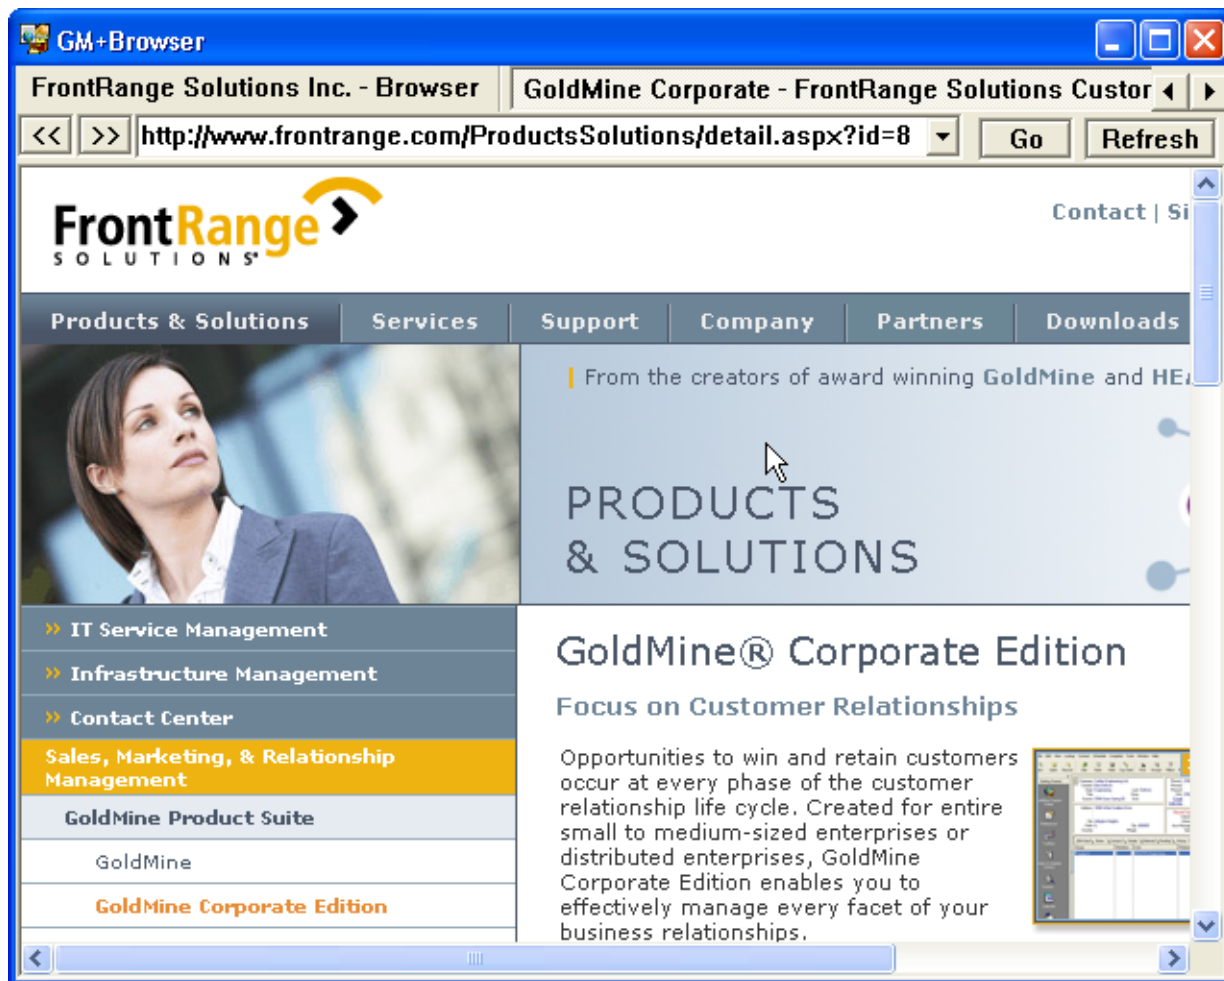 GM+Browser
FrontRange Solutions Inc. - Browser
GoldMine Corporate - FrontRange Solutions Custor
<< >> http://www.frontrange.com/ProductsSolutions/detail.aspx?id=8 Go Refresh
FrontRange
SOLUTIONS
Contact | Si
Products & Solutions Services Support Company Partners Downloads
From the creators of award winning GoldMine and HEA
PRODUCTS
& SOLUTIONS
» IT Service Management
» Infrastructure Management
» Contact Center
Sales, Marketing, & Relationship
Management
GoldMine Product Suite
GoldMine
GoldMine Corporate Edition
GoldMine® Corporate Edition
Focus on Customer Relationships
Opportunities to win and retain customers
occur at every phase of the customer
relationship life cycle. Created for entire
small to medium-sized enterprises or
distributed enterprises, GoldMine
Corporate Edition enables you to
effectively manage every facet of your
business relationships.